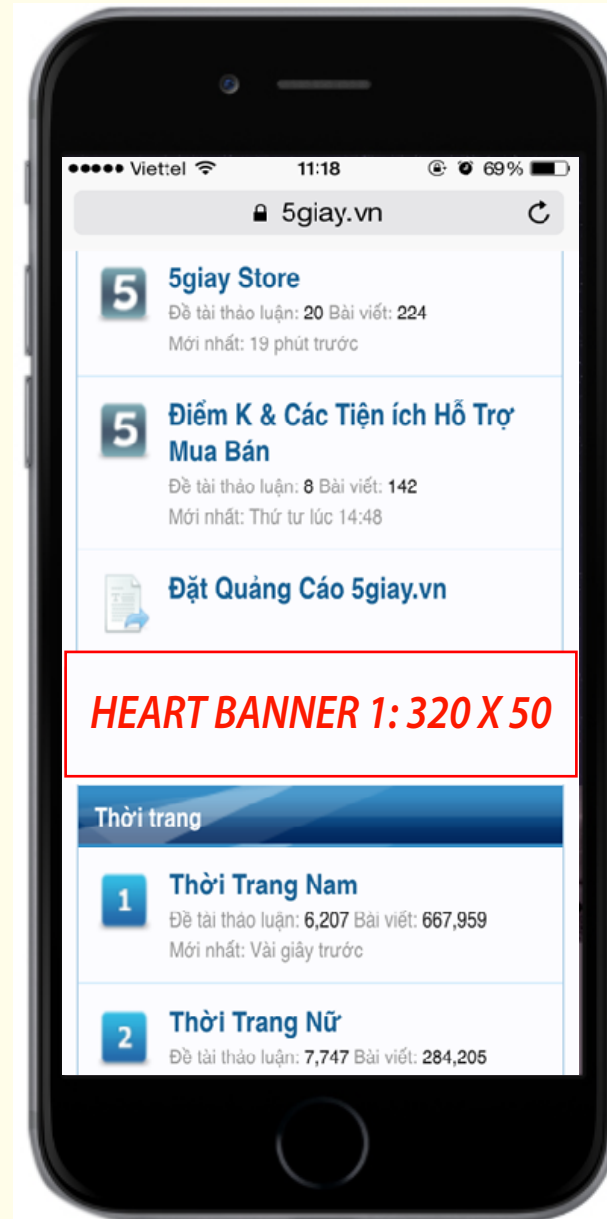 Viettel 11:18 69%
5giay.vn
5
5giay Store
Đề tài thảo luận: 20 Bài viết: 224
Mới nhất: 19 phút trước
5
Điểm K & Các Tiện ích Hỗ Trợ
Mua Bán
Đề tài thảo luận: 8 Bài viết: 142
Mới nhất: Thứ tư lúc 14:48
Đặt Quảng Cáo 5giay.vn
HEART BANNER 1: 320 X 50
Thời trang
1
Thời Trang Nam
Đề tài thảo luận: 6,207 Bài viết: 667,959
Mới nhất: Vài giây trước
2
Thời Trang Nữ
Đề tài thảo luận: 7,747 Bài viết: 284,205